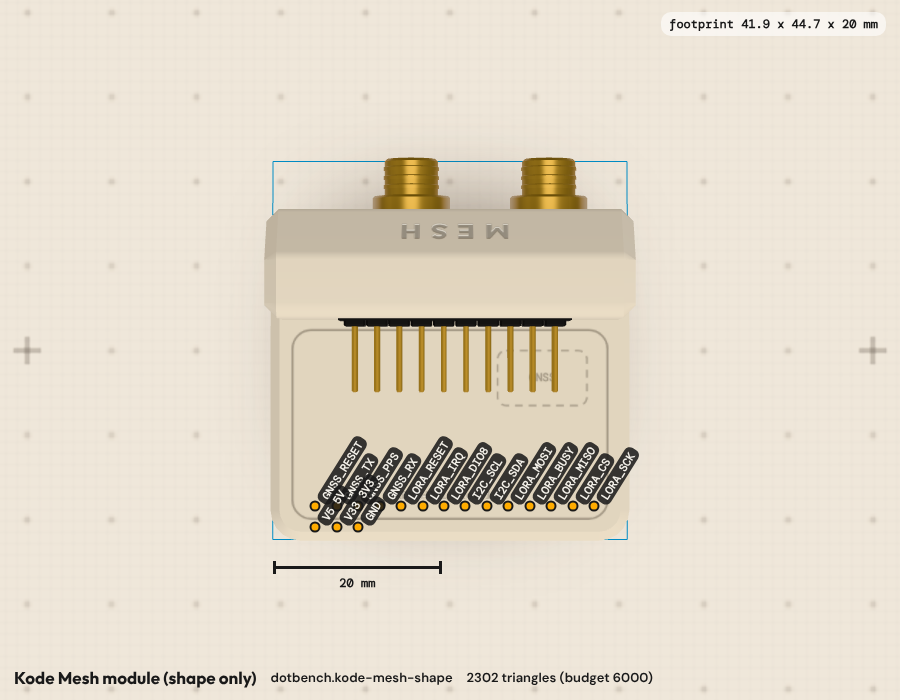 footprint 41.9 x 44.7 x 20 mm
MESH
GNSS_RESET
GNSS_TX
GNSS_PPS
GNSS_RX
LORA_RESET
LORA_IRQ
LORA_DIO8
I2C_SCL
I2C_SDA
LORA_MOSI
LORA_BUSY
LORA_MISO
LORA_CS
LORA_SCK
GND
20 mm
Kode Mesh module (shape only) dotbench.kode-mesh-shape 2302 triangles (budget 6000)